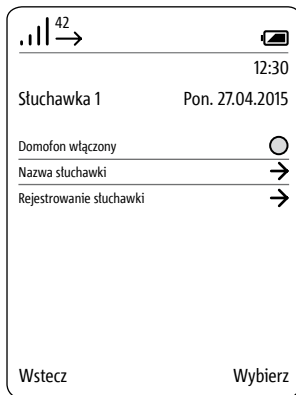 42
12:30
Słuchawka 1 Pon. 27.04.2015
Domofon włączony
Nazwa słuchawki
Rejestrowanie słuchawki
Wstecz Wybierz